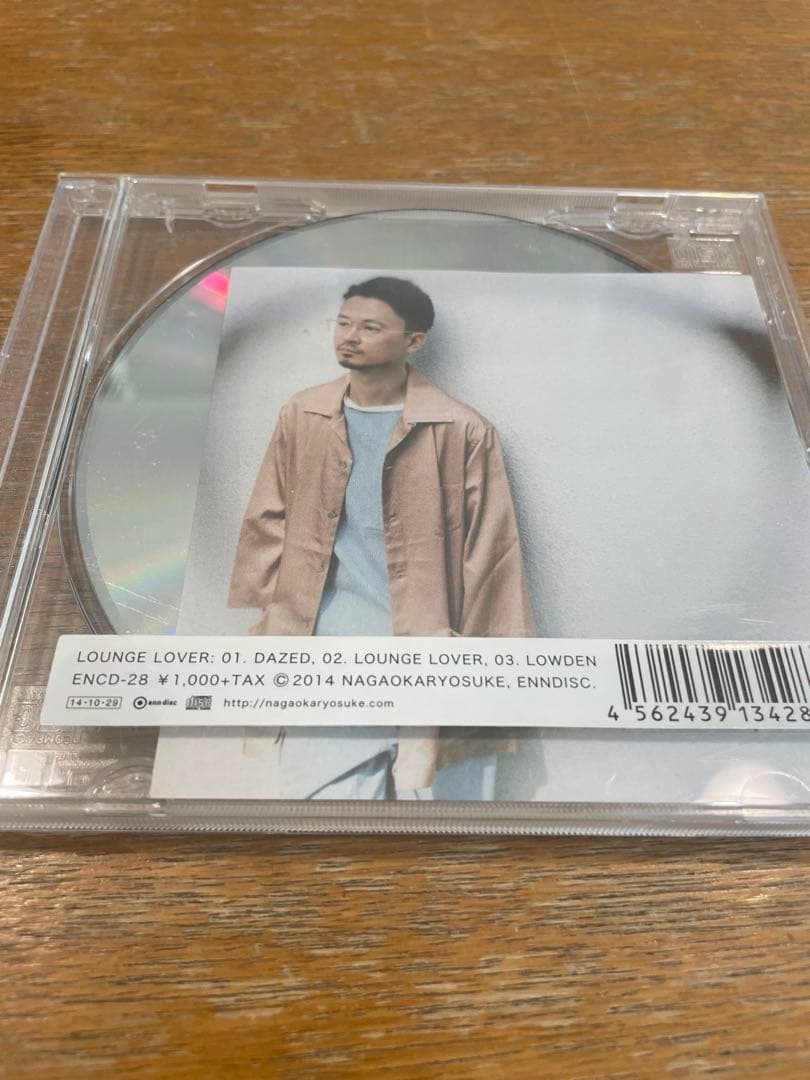 LOUNGE LOVER: 01. DAZED, 02. LOUNGE LOVER, 03. LOWDEN
ENCD-28 ¥1,000+TAX ©2014 NAGAOKARYOSUKE, ENNDISC.
14・10・29 enn disc http://nagaokaryosuke.com
4 562439 13428